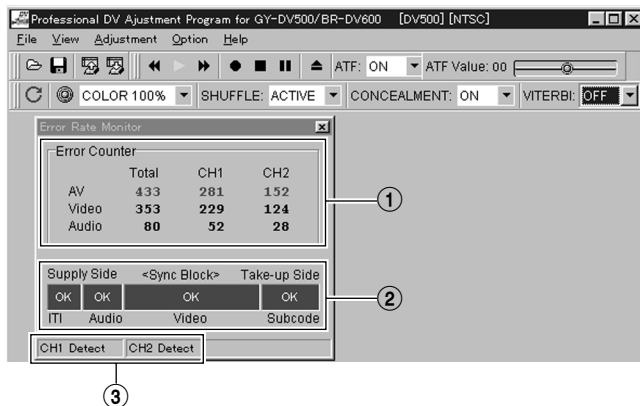 Professional DV Ajustment Program for GY-DV500/BR-DV600 [DV500] [NTSC]
File View Adjustment Option Help
ATF: ON ATF Value: 00
COLOR 100% SHUFFLE: ACTIVE CONCEALMENT: ON VITERBI: OFF
Error Rate Monitor
Error Counter
Total CH1 CH2
AV 433 281 152
Video 353 229 124
Audio 80 52 28
1
Supply Side <Sync Block> Take-up Side
OK OK OK OK
ITI Audio Video Subcode
2
CH1 Detect CH2 Detect
3